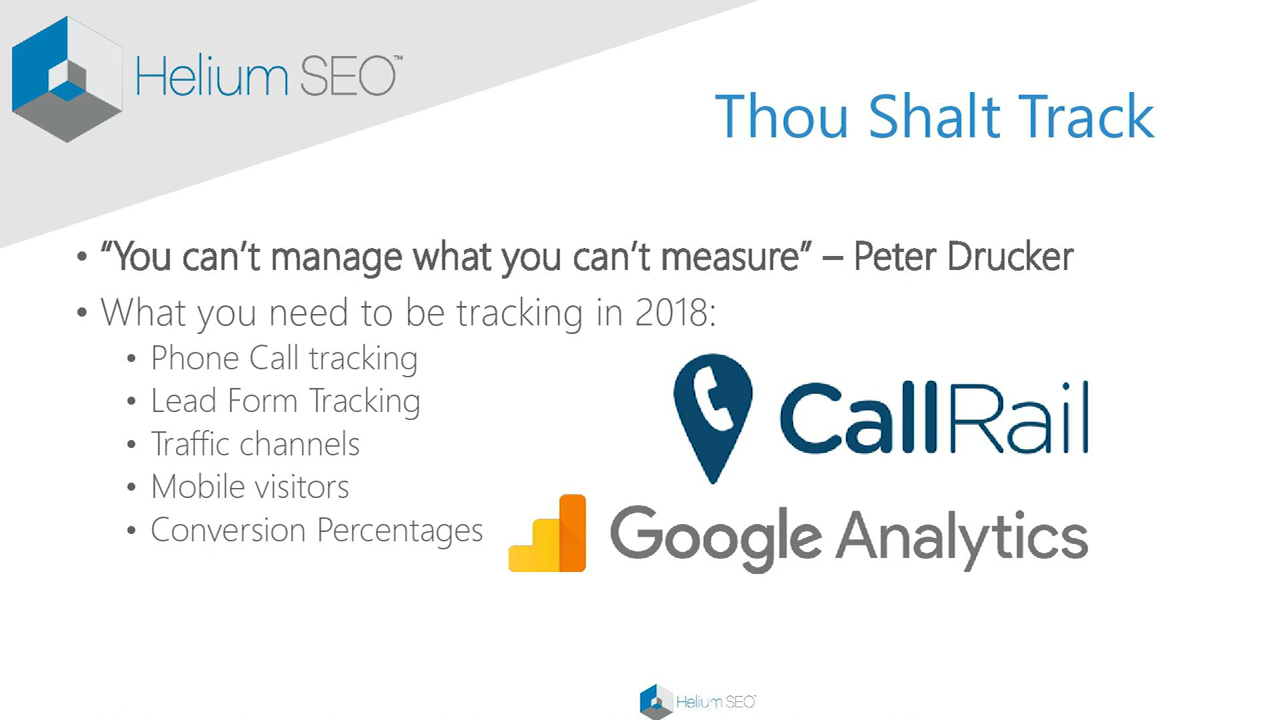 Helium SEO™
Thou Shalt Track
• “You can’t manage what you can’t measure” – Peter Drucker
• What you need to be tracking in 2018:
• Phone Call tracking
• Lead Form Tracking
• Traffic channels
• Mobile visitors
• Conversion Percentages
CallRail
Google Analytics
Helium SEO™